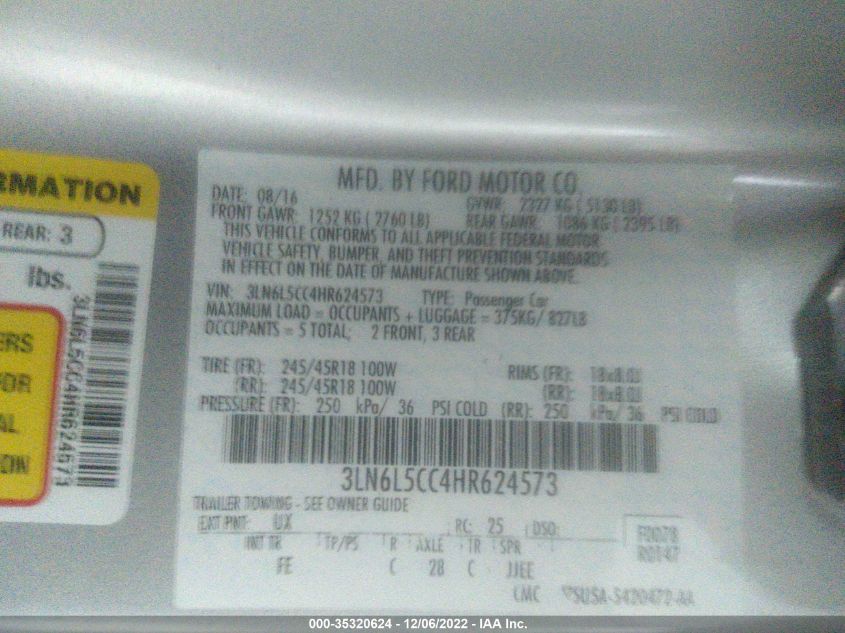 RMATION
REAR: 3
lbs.
ERS
OR
AL
ON
3LN6L5CC4HR624573
MFD. BY FORD MOTOR CO.
DATE: 08/16 GVWR: 2327 KG ( 5130 LB)
FRONT GAWR: 1252 KG ( 2760 LB) REAR GAWR: 1086 KG ( 2395 LB)
THIS VEHICLE CONFORMS TO ALL APPLICABLE FEDERAL MOTOR
VEHICLE SAFETY, BUMPER, AND THEFT PREVENTION STANDARDS
IN EFFECT ON THE DATE OF MANUFACTURE SHOWN ABOVE.
VIN: 3LN6L5CC4HR624573 TYPE: Passenger Car
MAXIMUM LOAD = OCCUPANTS + LUGGAGE = 375KG/ 827LB
OCCUPANTS = 5 TOTAL; 2 FRONT, 3 REAR
TIRE (FR): 245/45R18 100W RIMS (FR): 18x8.0J
(RR): 245/45R18 100W (RR): 18x8.0J
PRESSURE (FR): 250 kPa/ 36 PSI COLD (RR): 250 kPa/ 36 PSI COLD
3LN6L5CC4HR624573
TRAILER TOWING - SEE OWNER GUIDE
EXT PNT: UX RC: 25 DSO: F0078
INT TR TP/PS R AXLE TR SPR R0147
FE C 28 C JJEE
CMC
000-35320624 - 12/06/2022 - IAA Inc.